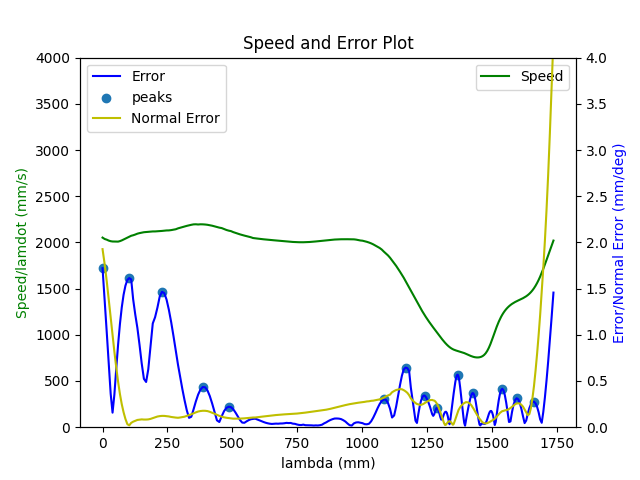 Speed and Error Plot
Error
peaks
Normal Error
Speed
4000
3500
3000
2500
2000
1500
1000
500
0
Speed/lamdot (mm/s)
4.0
3.5
3.0
2.5
2.0
1.5
1.0
0.5
0.0
Error/Normal Error (mm/deg)
0 250 500 750 1000 1250 1500 1750
lambda (mm)